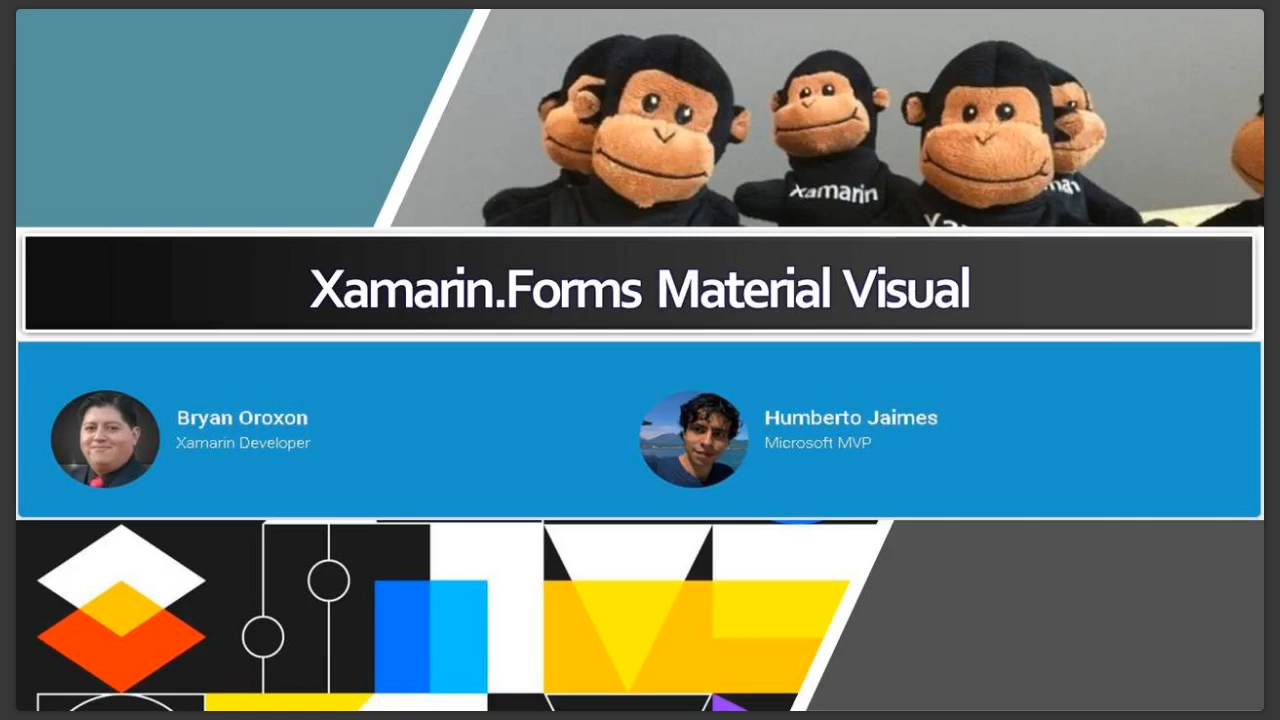 xamarin
Xamarin.Forms Material Visual
Bryan Oroxon
Xamarin Developer
Humberto Jaimes
Microsoft MVP